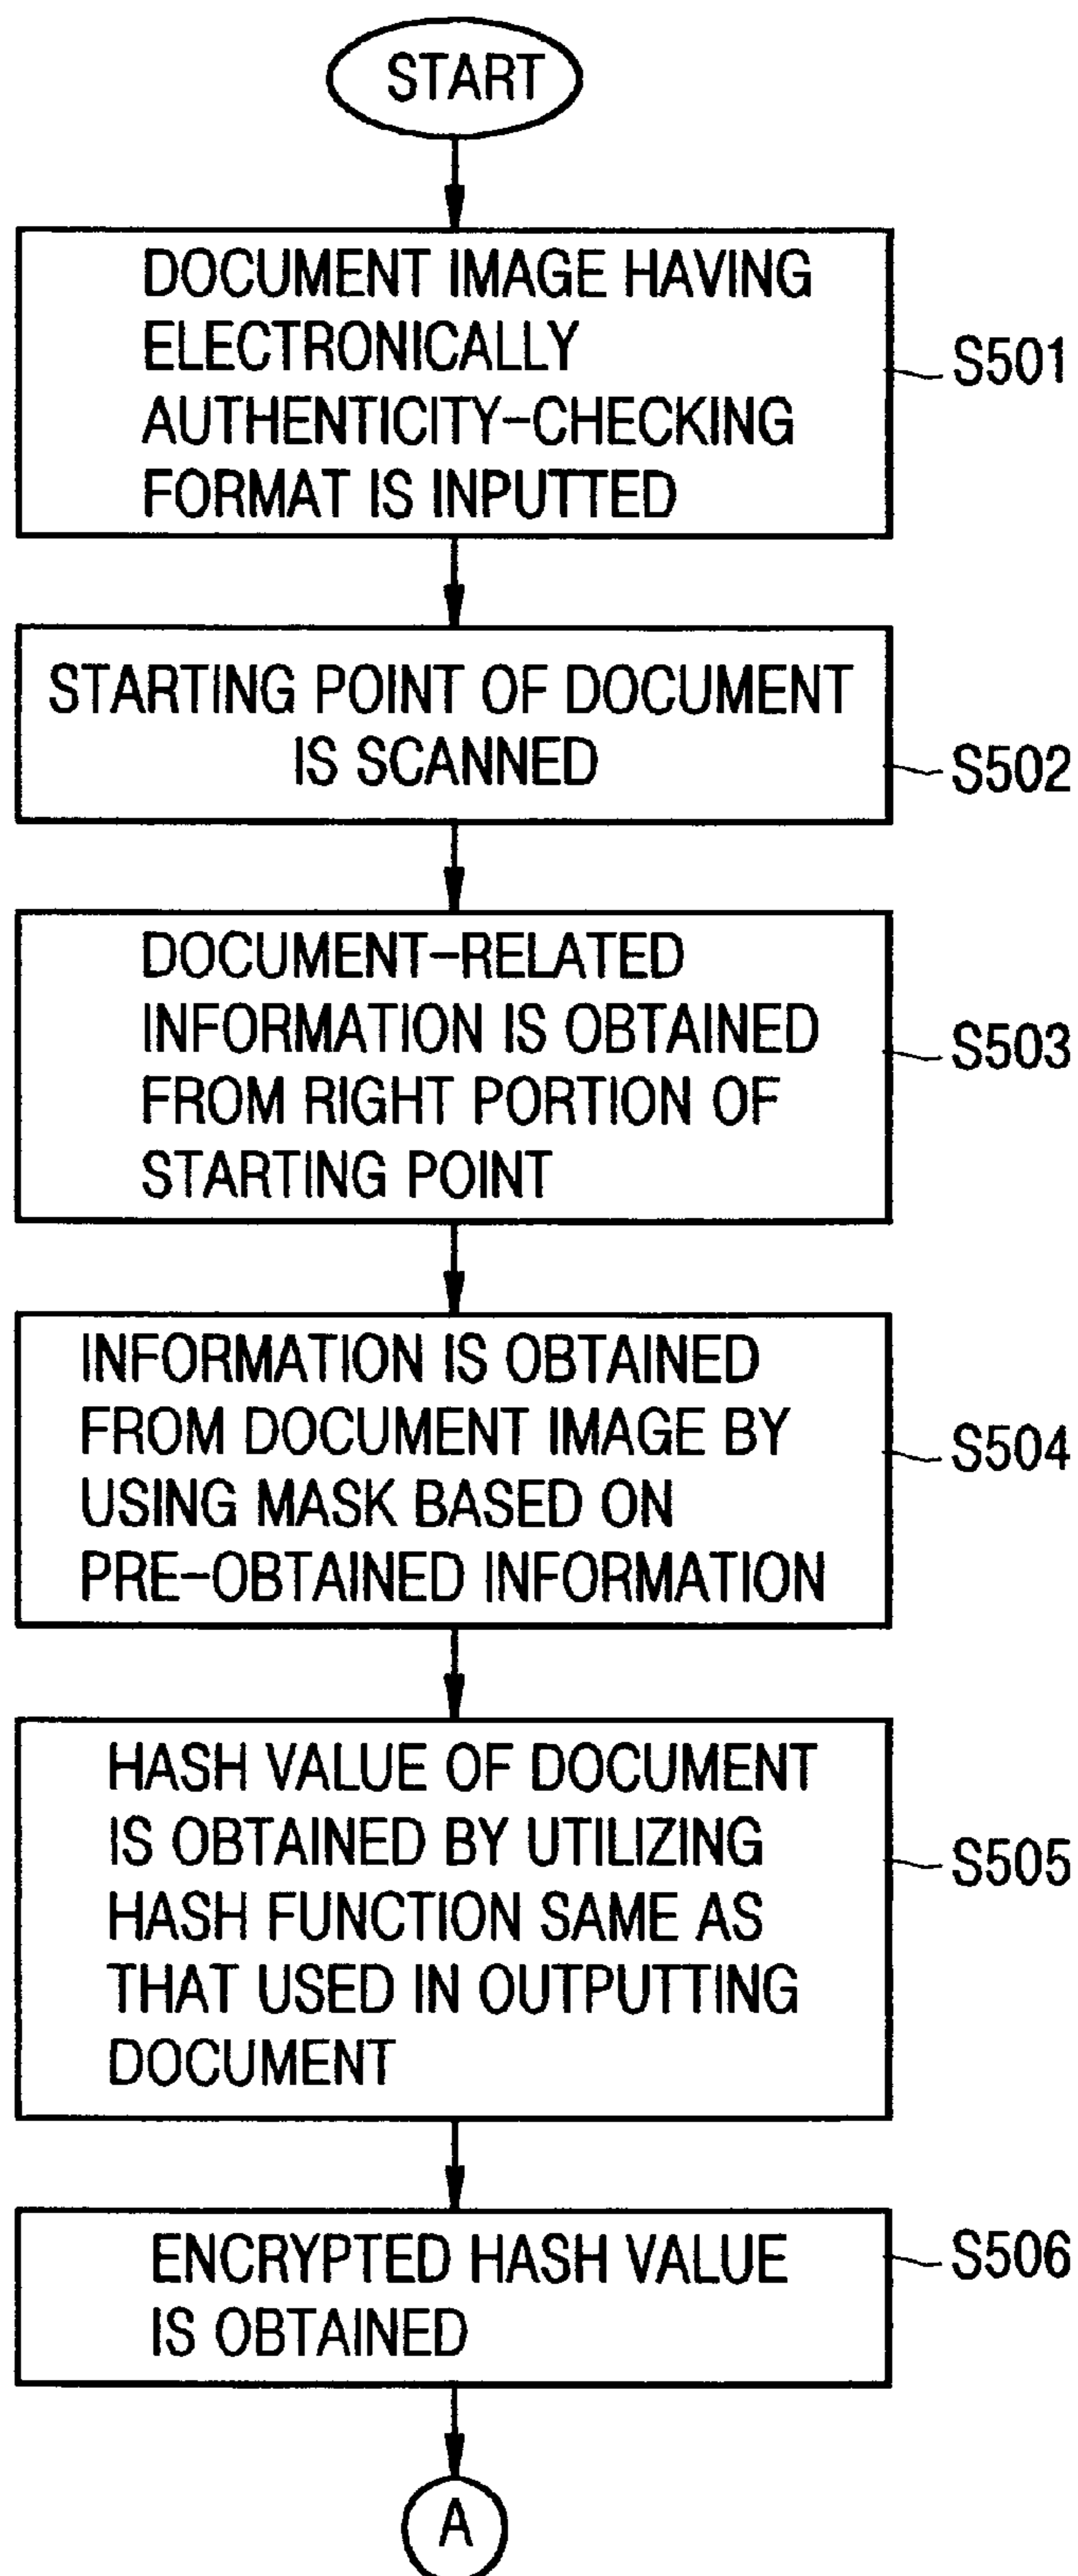 START
DOCUMENT IMAGE HAVING
ELECTRONICALLY
AUTHENTICITY-CHECKING
FORMAT IS INPUTTED
S501
STARTING POINT OF DOCUMENT
IS SCANNED
S502
DOCUMENT-RELATED
INFORMATION IS OBTAINED
FROM RIGHT PORTION OF
STARTING POINT
S503
INFORMATION IS OBTAINED
FROM DOCUMENT IMAGE BY
USING MASK BASED ON
PRE-OBTAINED INFORMATION
S504
HASH VALUE OF DOCUMENT
IS OBTAINED BY UTILIZING
HASH FUNCTION SAME AS
THAT USED IN OUTPUTTING
DOCUMENT
S505
ENCRYPTED HASH VALUE
IS OBTAINED
S506
A